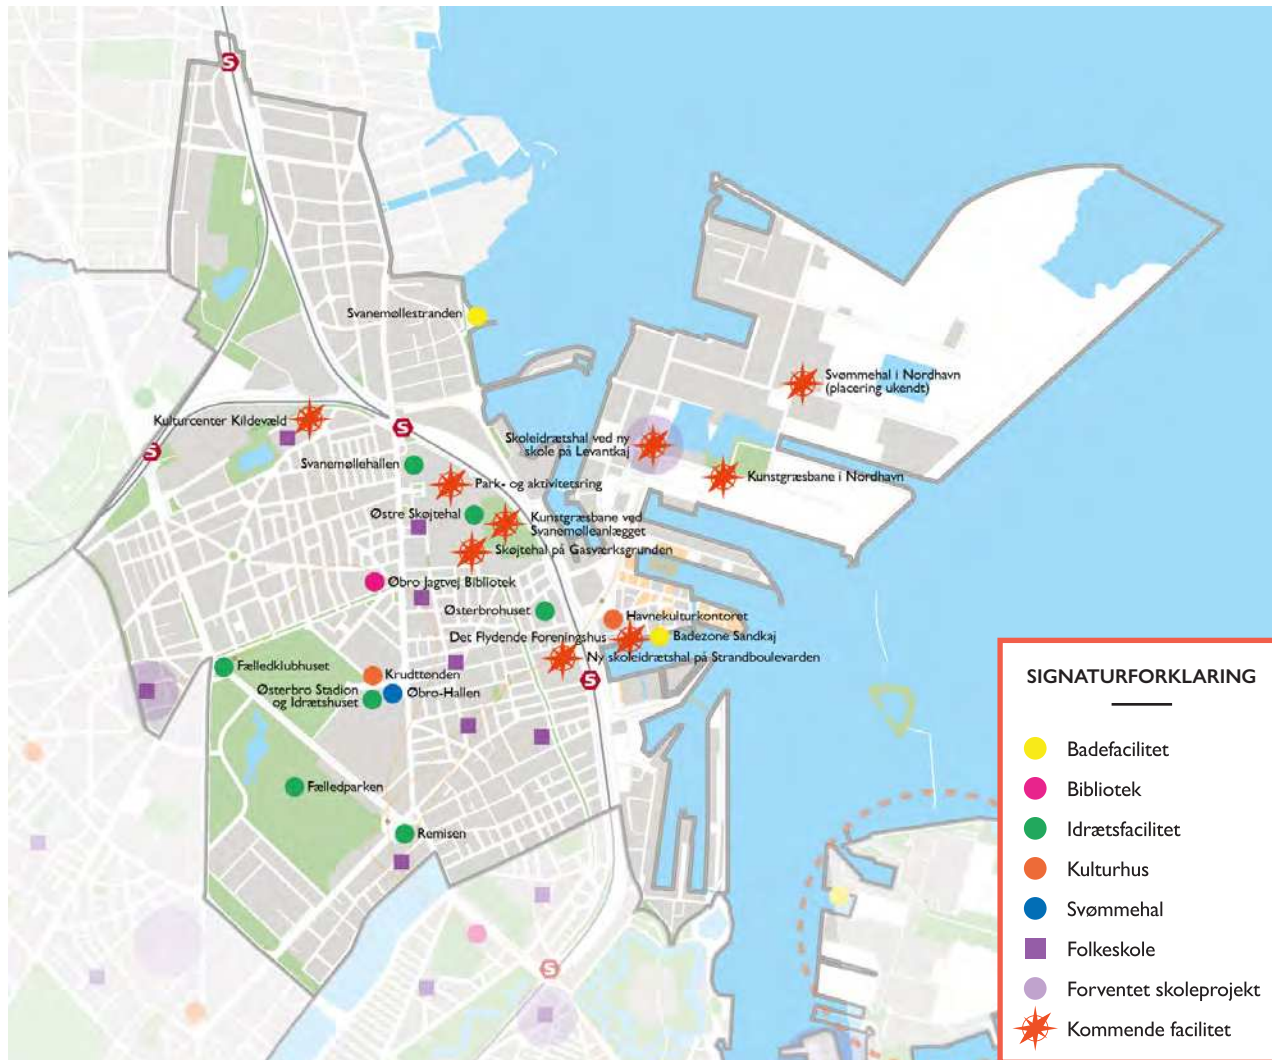 S
Svanemøllestranden
Svømmehal i Nordhavn
(placering ukendt)
Kulturcenter Kildevæld
S
S
Skoleidrætshal ved ny
skole på Levantkaj
Svanemøllehallen
Park- og aktivitetsring
Kunstgræsbane i Nordhavn
Østre Skøjtehal
Kunstgræsbane ved
Svanemølleanlægget
Skøjtehal på Gasværksgrunden
Øbro Jagtvej Bibliotek
Østerbrohuset
Havnekulturkontoret
Det Flydende Foreningshus
Badezone Sandkaj
Ny skoleidrætshal på Strandboulevarden
Fælledklubhuset
Krudttønden
S
Østerbro Stadion
og Idrætshuset
Øbro-Hallen
Fælledparken
Remisen
S
SIGNATURFORKLARING
Badefacilitet
Bibliotek
Idrætsfacilitet
Kulturhus
Svømmehal
Folkeskole
Forventet skoleprojekt
Kommende facilitet